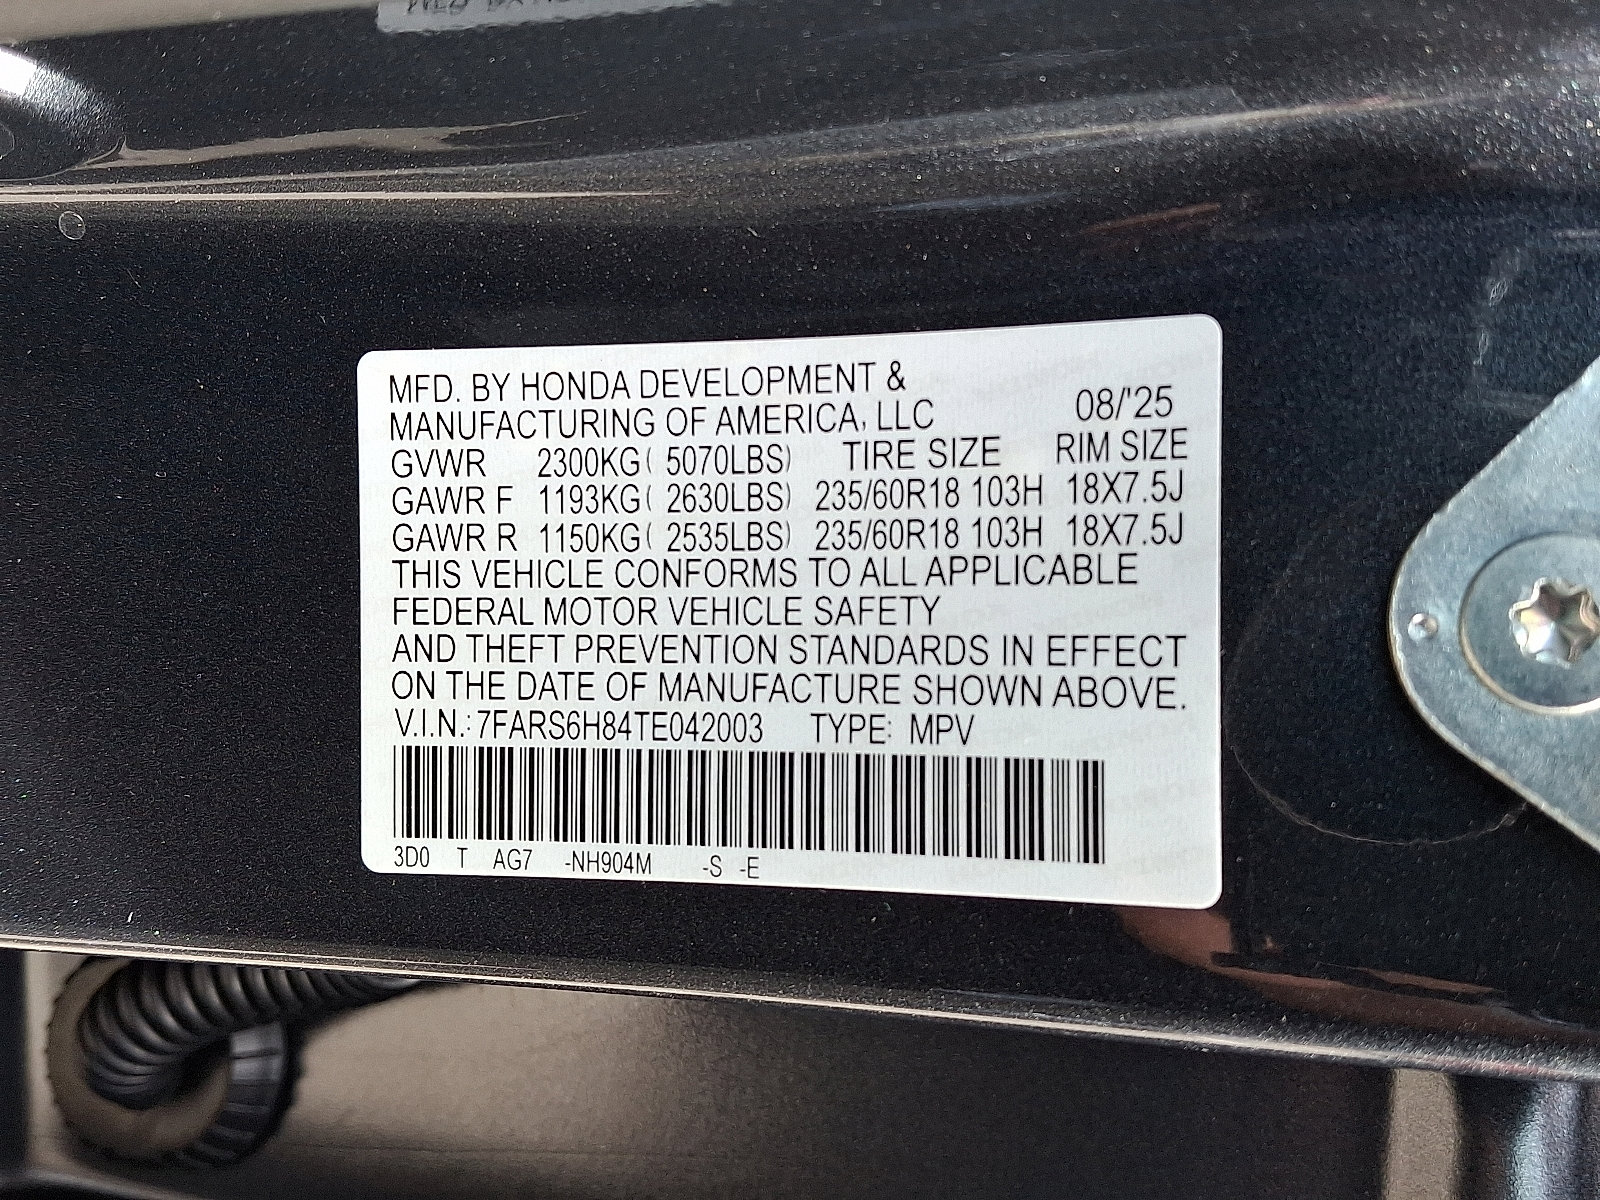 MFD. BY HONDA DEVELOPMENT &
MANUFACTURING OF AMERICA, LLC 08/'25
GVWR 2300KG( 5070LBS) TIRE SIZE RIM SIZE
GAWR F 1193KG( 2630LBS) 235/60R18 103H 18X7.5J
GAWR R 1150KG( 2535LBS) 235/60R18 103H 18X7.5J
THIS VEHICLE CONFORMS TO ALL APPLICABLE
FEDERAL MOTOR VEHICLE SAFETY
AND THEFT PREVENTION STANDARDS IN EFFECT
ON THE DATE OF MANUFACTURE SHOWN ABOVE.
V.I.N.: 7FARS6H84TE042003 TYPE: MPV
3D0 T AG7 -NH904M -S -E